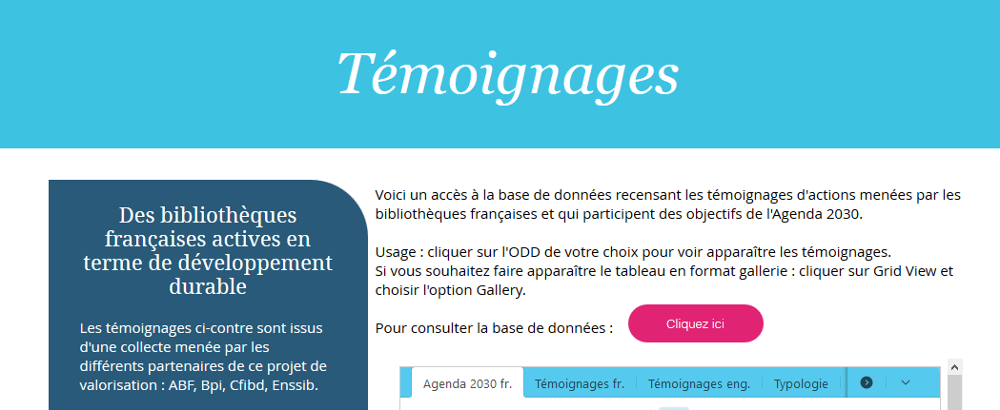 Témoignages
Des bibliothèques
françaises actives en
terme de développement
durable
Les témoignages ci-contre sont issus
d'une collecte menée par les
différents partenaires de ce projet de
valorisation : ABF, Bpi, Cfibd, Enssib.
Voici un accès à la base de données recensant les témoignages d'actions menées par les
bibliothèques françaises et qui participent des objectifs de l'Agenda 2030.
Usage : cliquer sur l'ODD de votre choix pour voir apparaître les témoignages.
Si vous souhaitez faire apparaître le tableau en format gallerie : cliquer sur Grid View et
choisir l'option Gallery.
Pour consulter la base de données : Cliquez ici
Agenda 2030 fr. Témoignages fr. Témoignages eng. Typologie